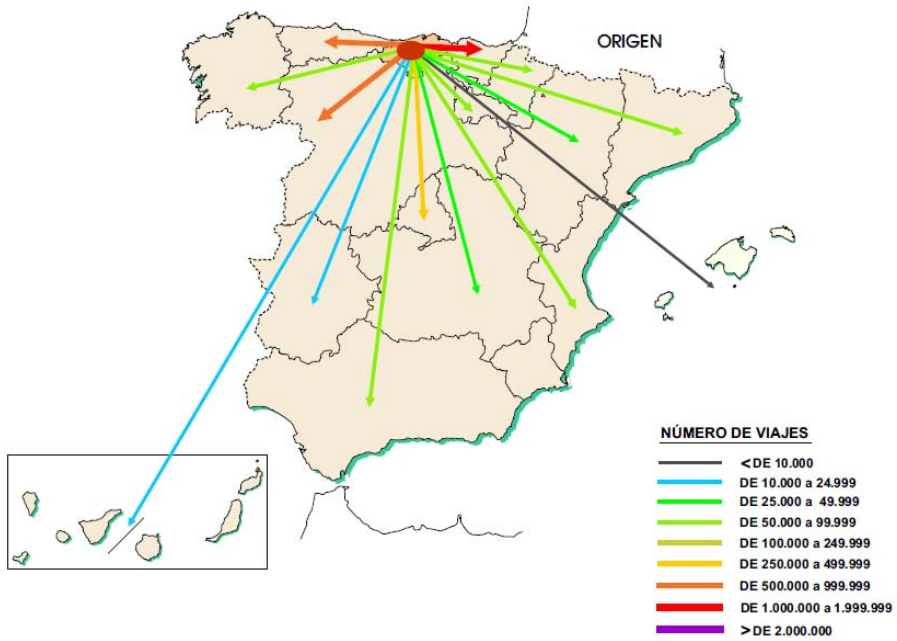 ORIGEN
NÚMERO DE VIAJES
< DE 10.000
DE 10.000 a 24.999
DE 25.000 a 49.999
DE 50.000 a 99.999
DE 100.000 a 249.999
DE 250.000 a 499.999
DE 500.000 a 999.999
DE 1.000.000 a 1.999.999
> DE 2.000.000